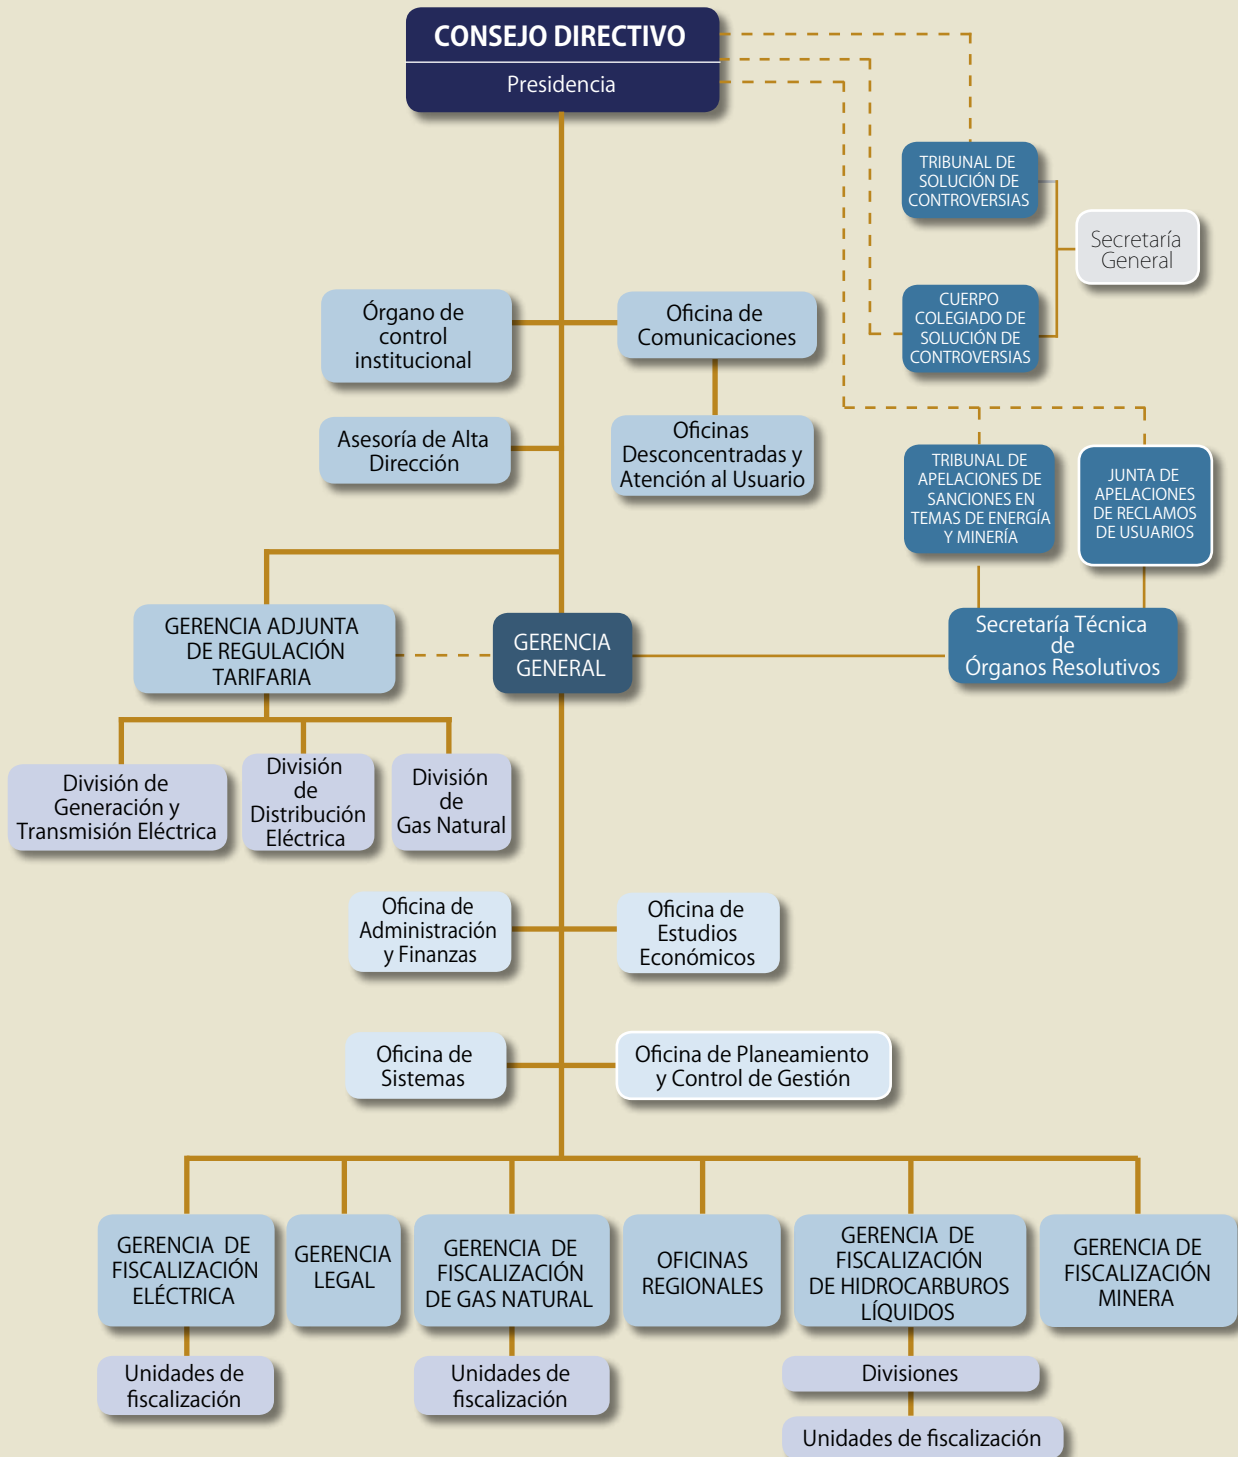 CONSEJO DIRECTIVO
Presidencia
TRIBUNAL DE
SOLUCIÓN DE
CONTROVERSIAS
Secretaría
General
CUERPO
COLEGIADO DE
SOLUCIÓN DE
CONTROVERSIAS
Órgano de
control
institucional
Oficina de
Comunicaciones
Asesoría de Alta
Dirección
Oficinas
Desconcentradas y
Atención al Usuario
TRIBUNAL DE
APELACIONES DE
SANCIONES EN
TEMAS DE ENERGÍA
Y MINERÍA
JUNTA DE
APELACIONES
DE RECLAMOS
DE USUARIOS
GERENCIA ADJUNTA
DE REGULACIÓN
TARIFARIA
GERENCIA
GENERAL
Secretaría Técnica
de
Órganos Resolutivos
División de
Generación y
Transmisión Eléctrica
División
de
Distribución
Eléctrica
División
de
Gas Natural
Oficina de
Administración
y Finanzas
Oficina de
Estudios
Económicos
Oficina de
Sistemas
Oficina de Planeamiento
y Control de Gestión
GERENCIA DE
FISCALIZACIÓN
ELÉCTRICA
GERENCIA
LEGAL
GERENCIA DE
FISCALIZACIÓN
DE GAS NATURAL
OFICINAS
REGIONALES
GERENCIA DE
FISCALIZACIÓN
DE HIDROCARBUROS
LÍQUIDOS
GERENCIA DE
FISCALIZACIÓN
MINERA
Unidades de
fiscalización
Unidades de
fiscalización
Divisiones
Unidades de fiscalización